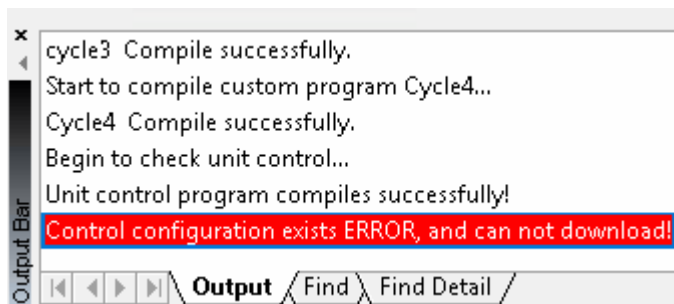 cycle3 Compile successfully.
Start to compile custom program Cycle4...
Cycle4 Compile successfully.
Begin to check unit control...
Unit control program compiles successfully!
Control configuration exists ERROR, and can not download!
Output Bar
Output Find Find Detail